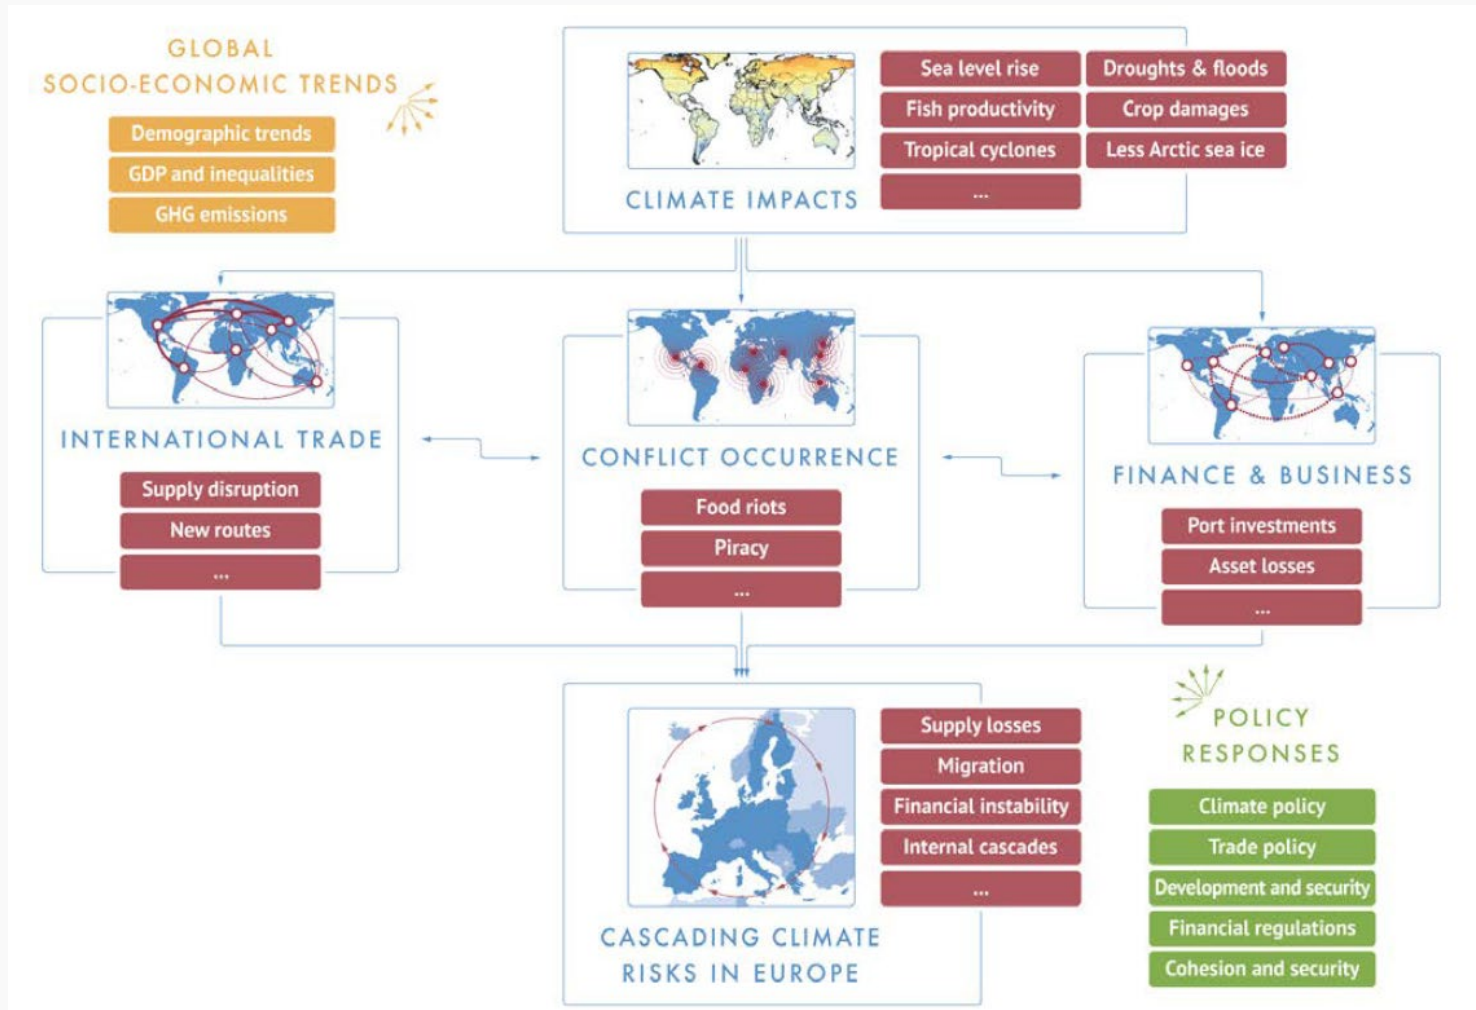 GLOBAL
SOCIO-ECONOMIC TRENDS
Demographic trends
GDP and inequalities
GHG emissions
CLIMATE IMPACTS
Sea level rise
Droughts & floods
Fish productivity
Crop damages
Tropical cyclones
Less Arctic sea ice
...
INTERNATIONAL TRADE
Supply disruption
New routes
...
CONFLICT OCCURRENCE
Food riots
Piracy
...
FINANCE & BUSINESS
Port investments
Asset losses
...
CASCADING CLIMATE
RISKS IN EUROPE
Supply losses
Migration
Financial instability
Internal cascades
...
POLICY
RESPONSES
Climate policy
Trade policy
Development and security
Financial regulations
Cohesion and security